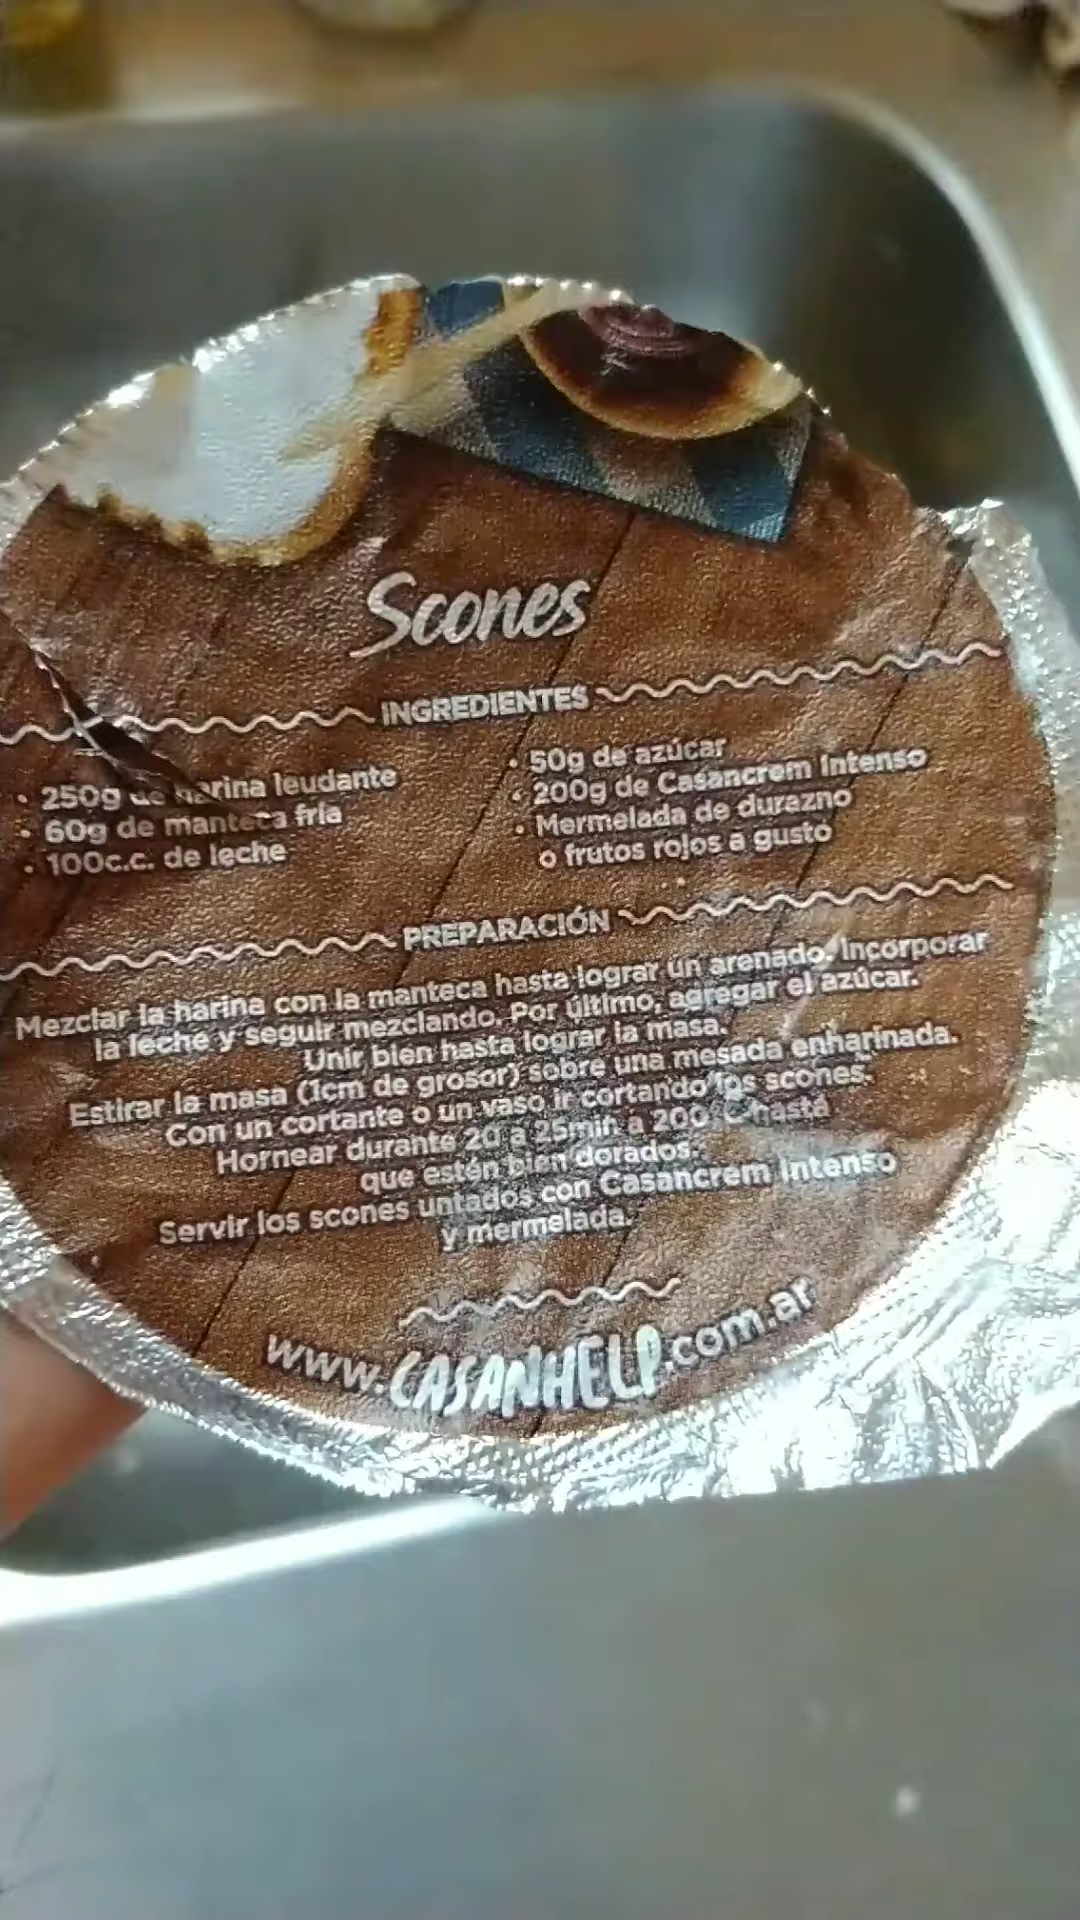 Scones
INGREDIENTES
• 250g de harina leudante
• 60g de manteca fría
• 100c.c. de leche
• 50g de azúcar
• 200g de Casancrem Intenso
• Mermelada de durazno
o frutos rojos a gusto
PREPARACIÓN
Mezclar la harina con la manteca hasta lograr un arenado. Incorporar
la leche y seguir mezclando. Por último, agregar el azúcar.
Unir bien hasta lograr la masa.
Estirar la masa (1cm de grosor) sobre una mesada enharinada.
Con un cortante o un vaso ir cortando los scones.
Hornear durante 20 a 25min a 200°C hasta
que estén bien dorados.
Servir los scones untados con Casancrem Intenso
y mermelada.
www.CASANHELP.com.ar